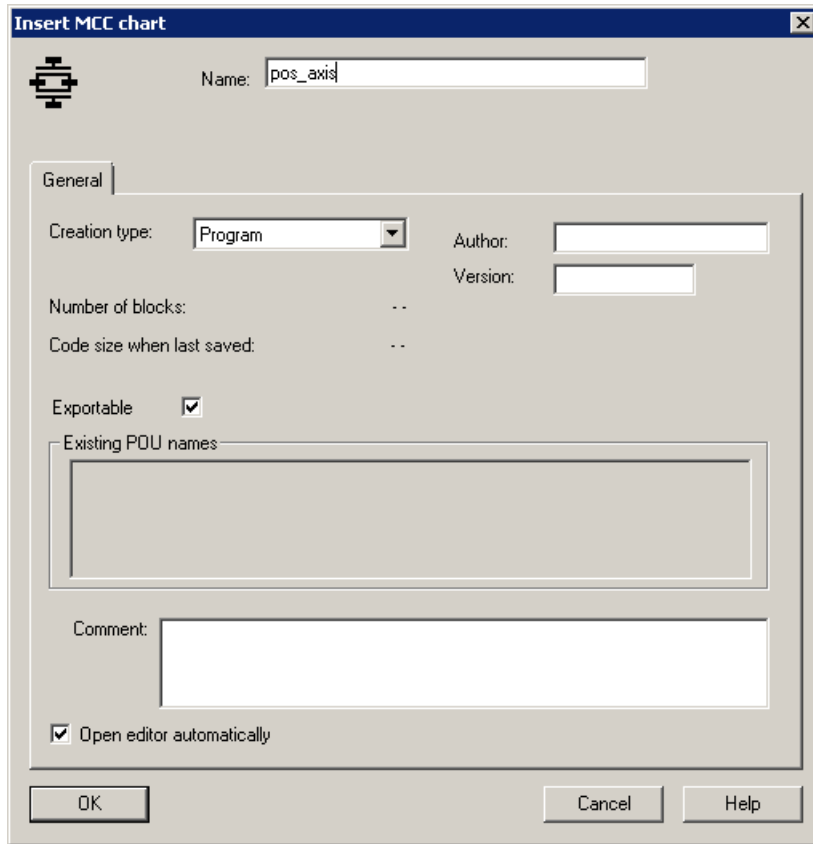 Insert MCC chart
Name: pos_axis
General
Creation type: Program
Author:
Version:
Number of blocks: - -
Code size when last saved: - -
Exportable
Existing POU names
Comment:
Open editor automatically
OK Cancel Help